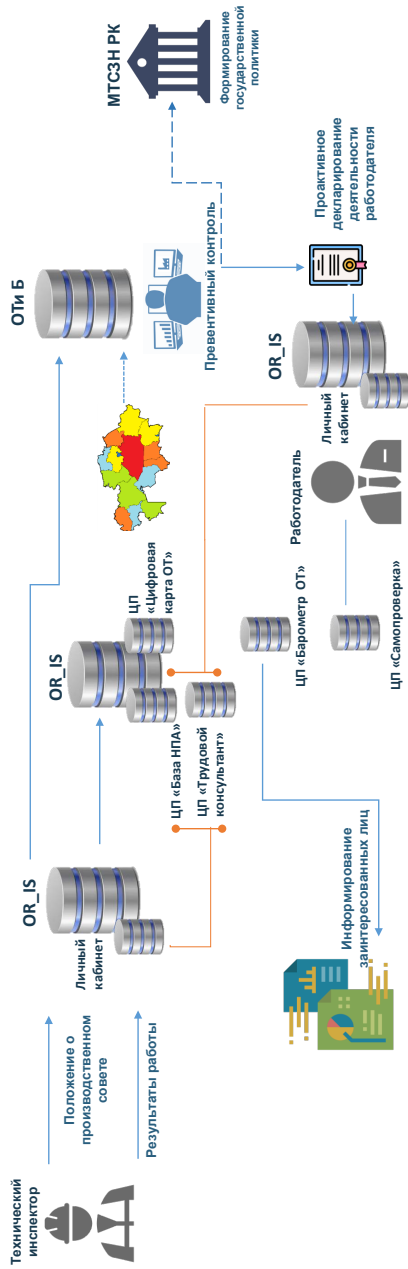 Технический
инспектор
Положение о
производственном
совете
Результаты работы
OR_IS
Личный
кабинет
OR_IS
ЦП
«Цифровая
карта ОТ»
ЦП «База НПА»
ЦП «Трудовой
консультант»
ОТи Б
Превентивный контроль
МТСЗН РК
Формирование
государственной
политики
Информирование
заинтересованных лиц
ЦП «Барометр ОТ»
ЦП «Самопроверка»
Работодатель
Личный
кабинет
OR_IS
Проактивное
декларирование
деятельности
работодателя